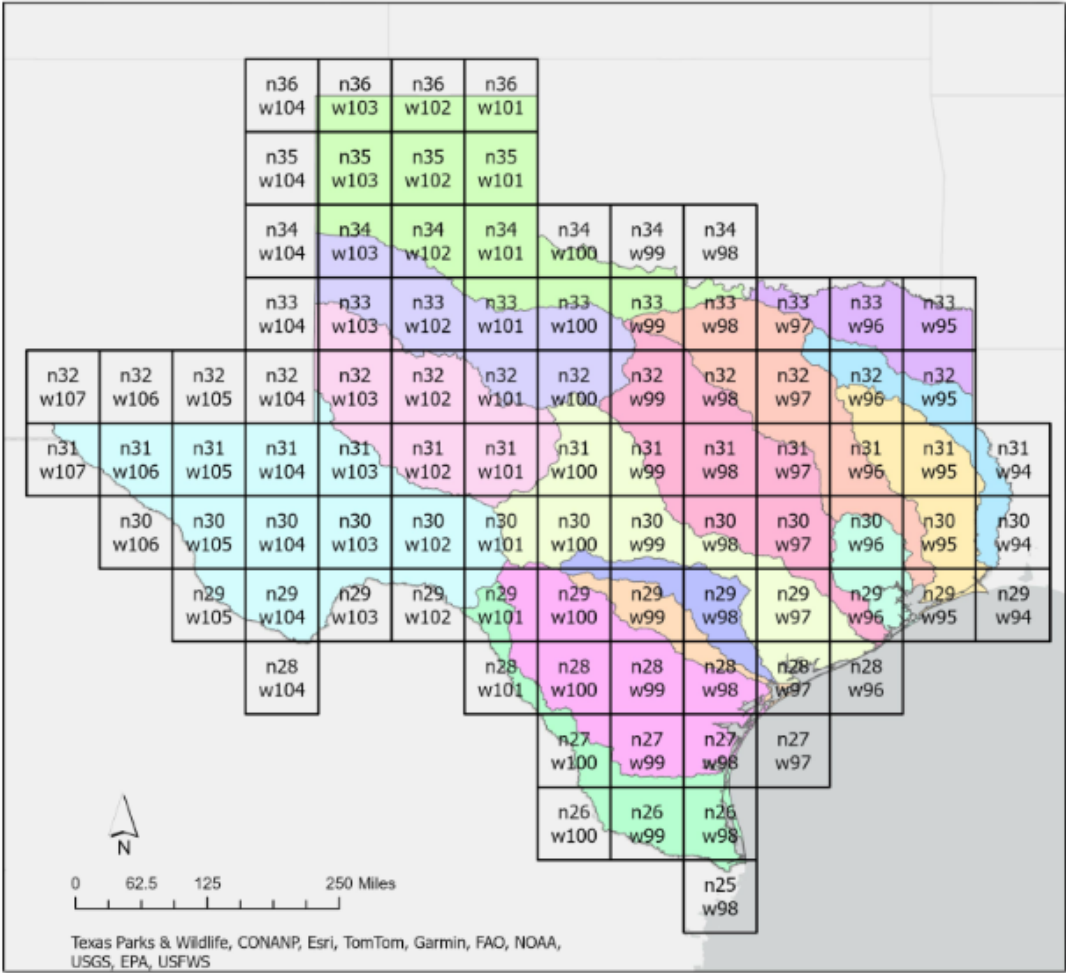 n36 n36 n36 n36
w104 w103 w102 w101
n35 n35 n35 n35
w104 w103 w102 w101
n34 n34 n34 n34 n34 n34 n34
w104 w103 w102 w101 w100 w99 w98
n33 n33 n33 n33 n33 n33 n33 n33 n33 n33
w104 w103 w102 w101 w100 w99 w98 w97 w96 w95
n32 n32 n32 n32 n32 n32 n32 n32 n32 n32 n32 n32 n32
w107 w106 w105 w104 w103 w102 w101 w100 w99 w98 w97 w96 w95
n31 n31 n31 n31 n31 n31 n31 n31 n31 n31 n31 n31 n31 n31
w107 w106 w105 w104 w103 w102 w101 w100 w99 w98 w97 w96 w95 w94
n30 n30 n30 n30 n30 n30 n30 n30 n30 n30 n30 n30 n30
w106 w105 w104 w103 w102 w101 w100 w99 w98 w97 w96 w95 w94
n29 n29 n29 n29 n29 n29 n29 n29 n29 n29 n29 n29
w105 w104 w103 w102 w101 w100 w99 w98 w97 w96 w95 w94
n28 n28 n28 n28 n28 n28 n28
w104 w101 w100 w99 w98 w97 w96
n27 n27 n27 n27
w100 w99 w98 w97
n26 n26 n26
w100 w99 w98
n25
w98
N
0 62.5 125 250 Miles
Texas Parks & Wildlife, CONANP, Esri, TomTom, Garmin, FAO, NOAA,
USGS, EPA, USFWS